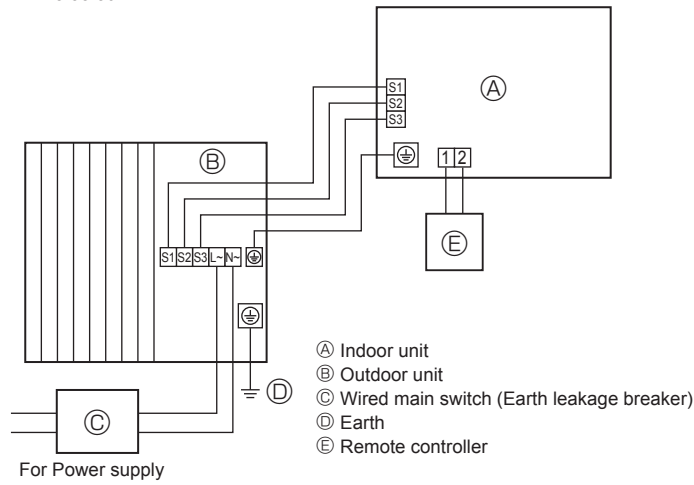 Ⓐ
S1
S2
S3
1 2
Ⓑ
Ⓔ
S1 S2 S3 L~ N~
Ⓓ
Ⓒ
For Power supply
Ⓐ Indoor unit
Ⓑ Outdoor unit
Ⓒ Wired main switch (Earth leakage breaker)
Ⓓ Earth
Ⓔ Remote controller